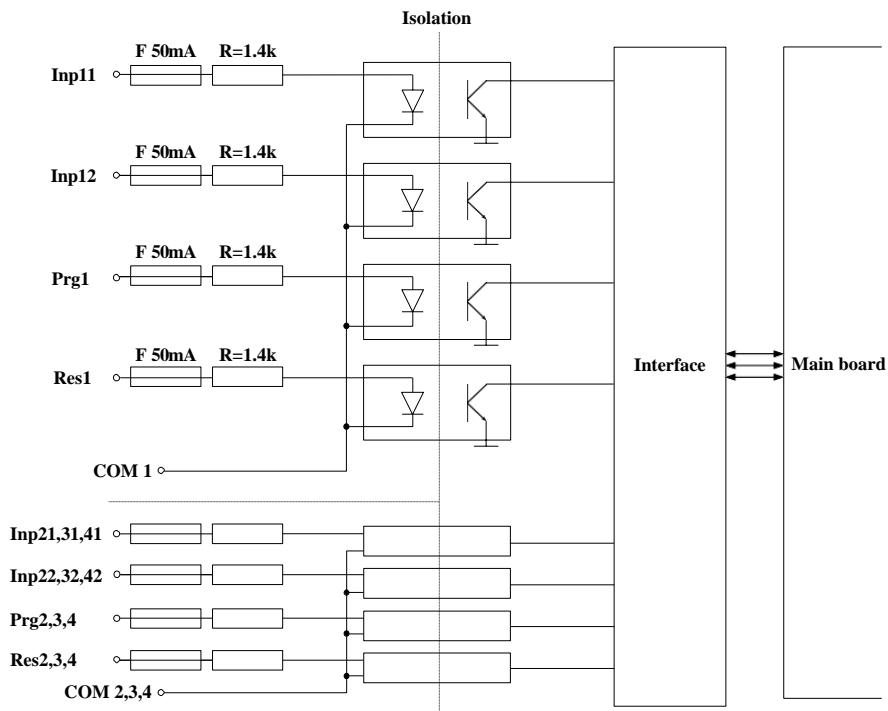 Isolation
F 50mA R=1.4k
Inp11
F 50mA R=1.4k
Inp12
F 50mA R=1.4k
Prg1
F 50mA R=1.4k
Res1
Interface
Main board
COM 1
Inp21,31,41
Inp22,32,42
Prg2,3,4
Res2,3,4
COM 2,3,4